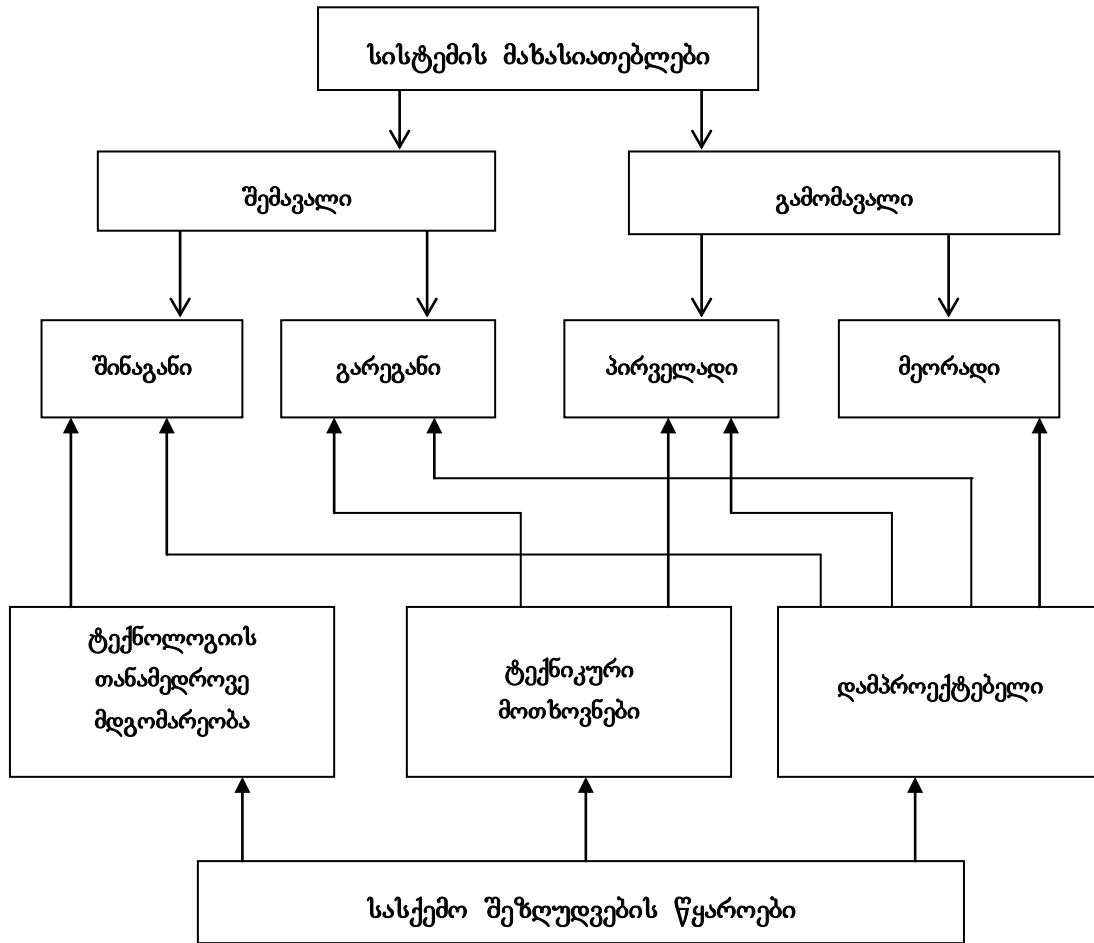 სისტემის მახასიათებლები
შემავალი
გამომავალი
შინაგანი
გარეგანი
პირველადი
მეორადი
ტექნოლოგიის
თანამედროვე
მდგომარეობა
ტექნიკური
მოთხოვნები
დამპროექტებელი
სასქემო შეზღუდვების წყაროები